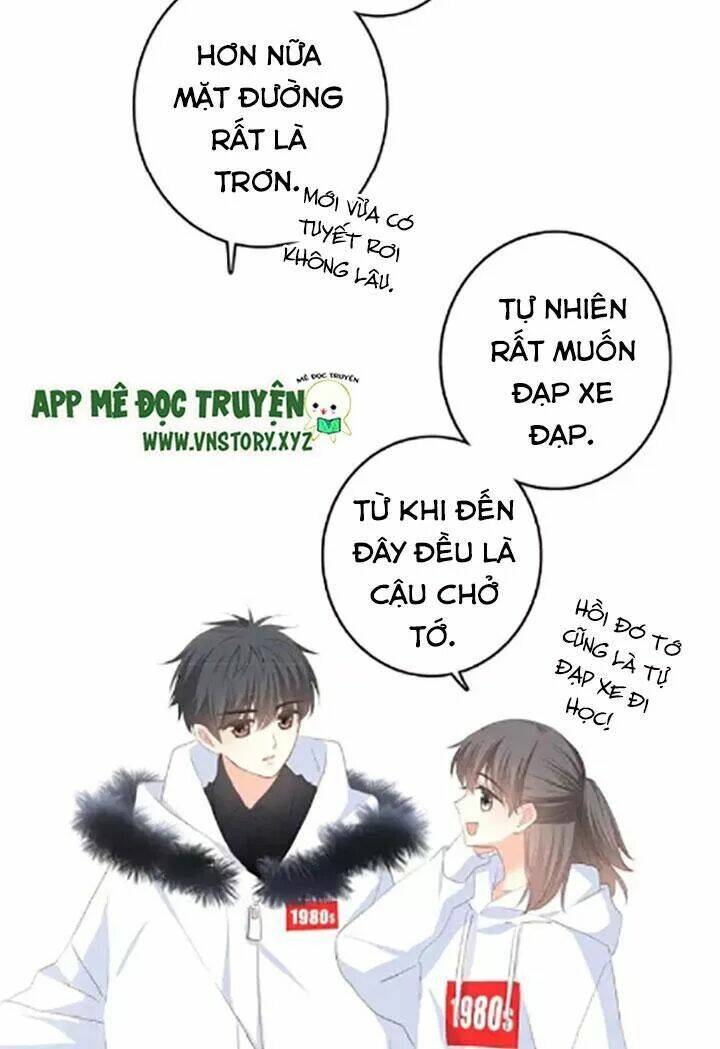 HƠN NỮA
MẶT ĐƯỜNG
RẤT LÀ
TRƠN.
MỚI VỪA CÓ
TUYẾT RƠI
KHÔNG LÂU.
TỰ NHIÊN
RẤT MUỐN
ĐẠP XE
ĐẠP.
MÊ ĐỌC TRUYỆN
APP MÊ ĐỌC TRUYỆN
WWW.VNSTORY.XYZ
TỪ KHI ĐẾN
ĐÂY ĐỀU LÀ
CẬU CHỞ
TỚ.
HỒI ĐÓ TỚ
CŨNG LÀ TỰ
ĐẠP XE ĐI
HỌC!
1980s
1980s